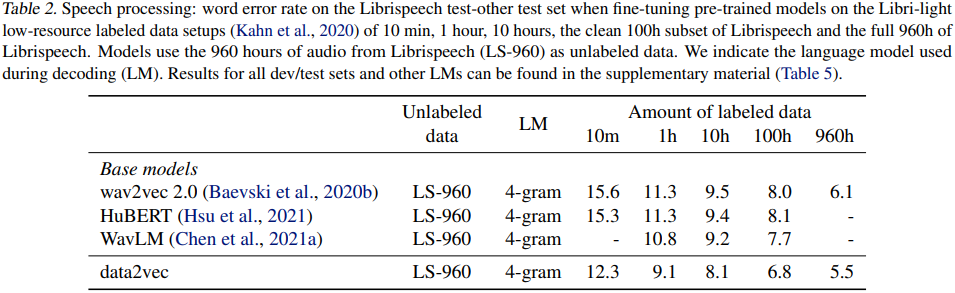 Table 2. Speech processing: word error rate on the Librispeech test-other test set when fine-tuning pre-trained models on the Libri-light
low-resource labeled data setups (Kahn et al., 2020) of 10 min, 1 hour, 10 hours, the clean 100h subset of Librispeech and the full 960h of
Librispeech. Models use the 960 hours of audio from Librispeech (LS-960) as unlabeled data. We indicate the language model used
during decoding (LM). Results for all dev/test sets and other LMs can be found in the supplementary material (Table 5).
Unlabeled data LM Amount of labeled data
10m 1h 10h 100h 960h
Base models
wav2vec 2.0 (Baevski et al., 2020b) LS-960 4-gram 15.6 11.3 9.5 8.0 6.1
HuBERT (Hsu et al., 2021) LS-960 4-gram 15.3 11.3 9.4 8.1 -
WavLM (Chen et al., 2021a) LS-960 4-gram - 10.8 9.2 7.7 -
data2vec LS-960 4-gram 12.3 9.1 8.1 6.8 5.5